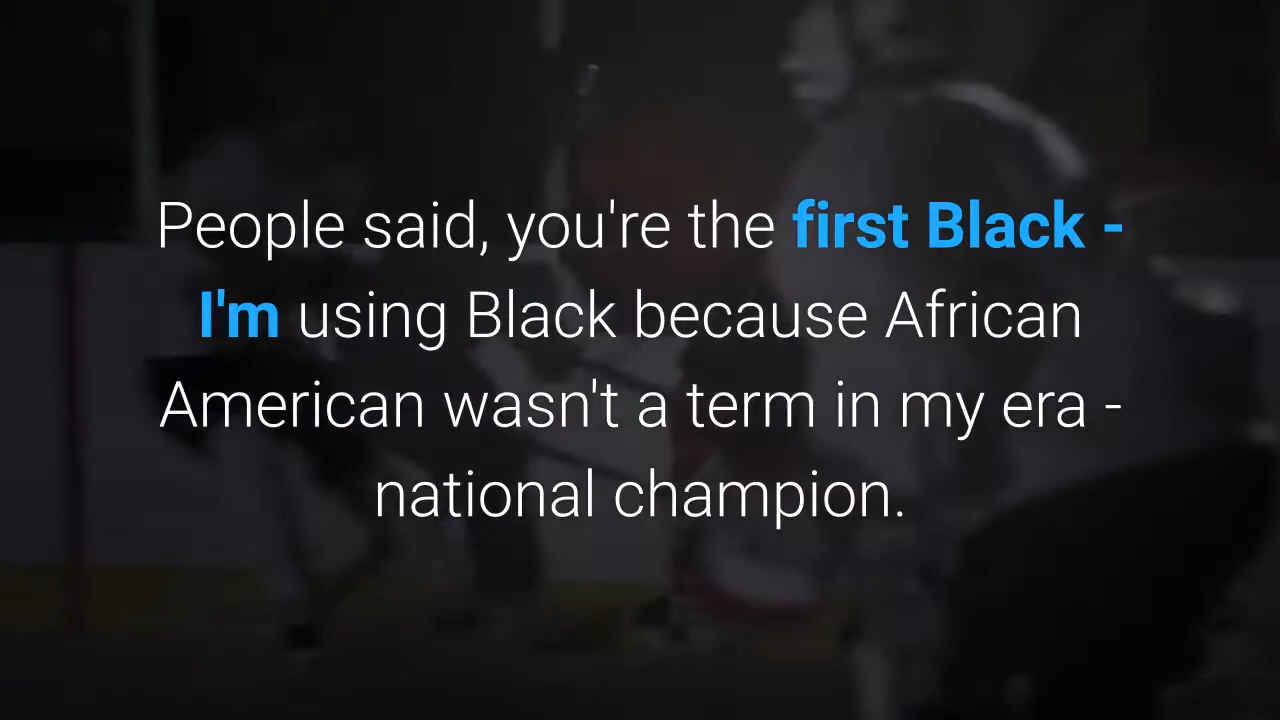 People said, you're the first Black -
I'm using Black because African
American wasn't a term in my era -
national champion.